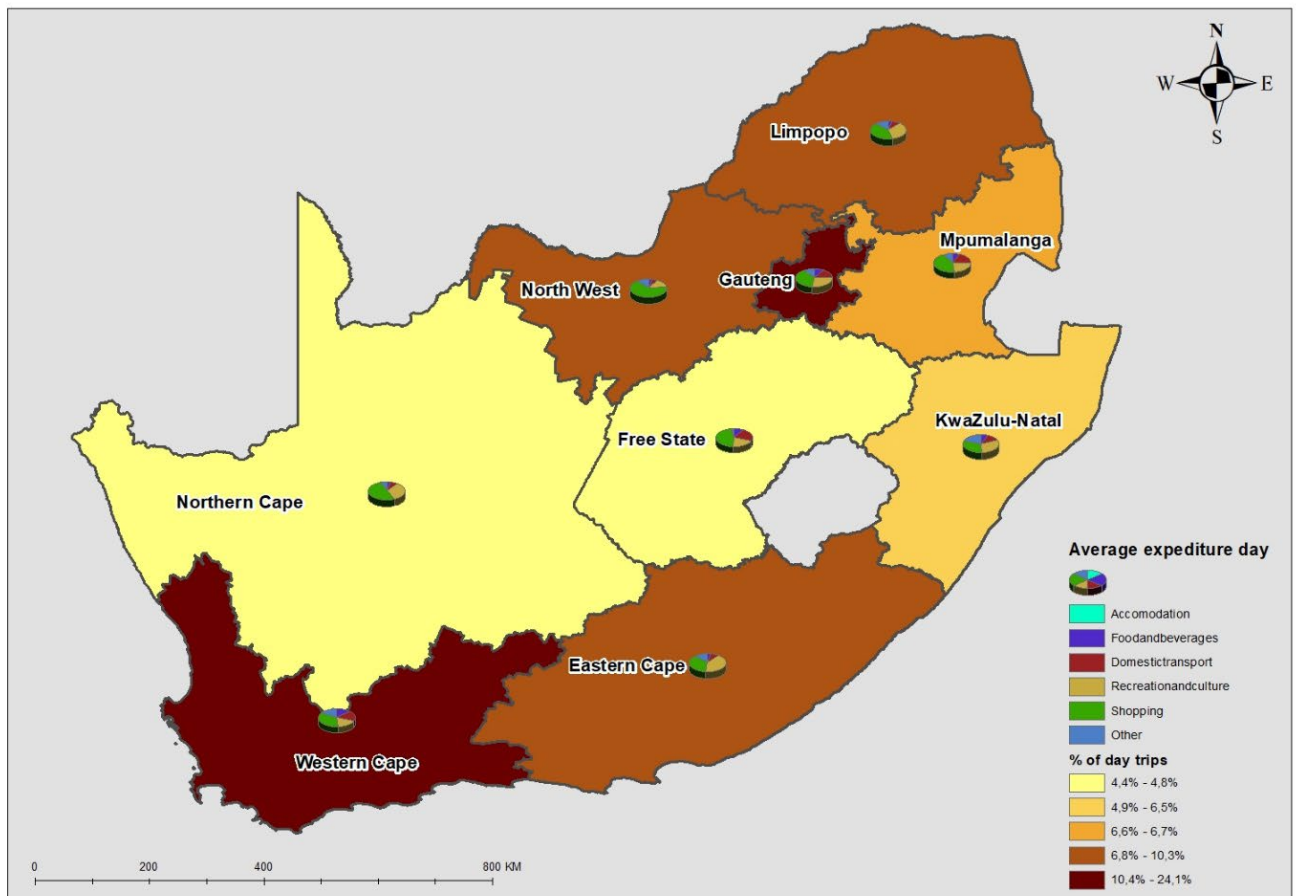 N
W E
S
Limpopo
Mpumalanga
Gauteng
North West
KwaZulu-Natal
Free State
Northern Cape
Eastern Cape
Western Cape
Average expediture day
Accomodation
Foodandbeverages
Domestictransport
Recreationandculture
Shopping
Other
% of day trips
4,4% - 4,8%
4,9% - 6,5%
6,6% - 6,7%
6,8% - 10,3%
10,4% - 24,1%
0 200 400 800 KM